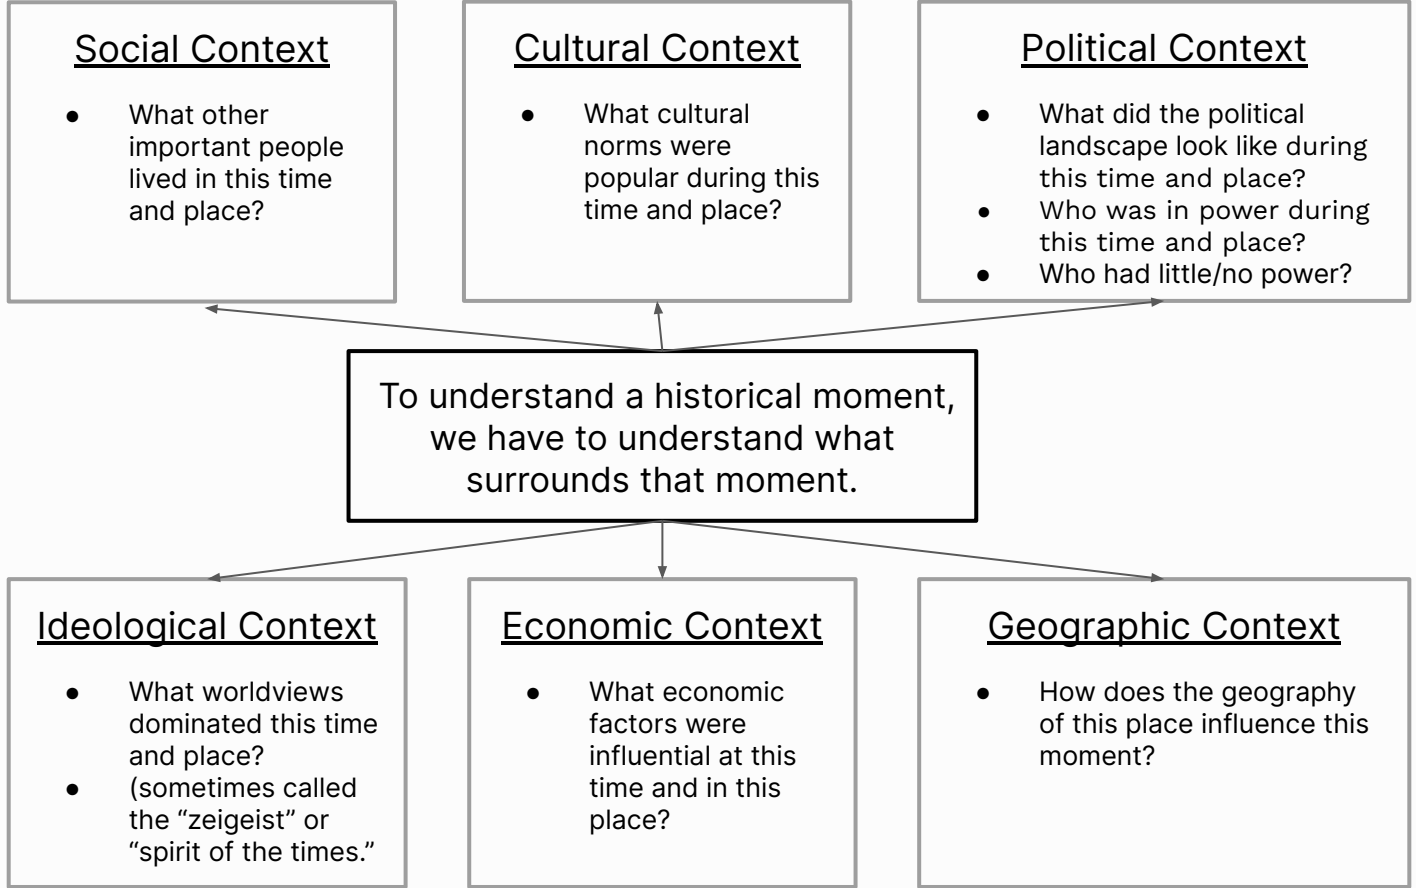 Social Context
● What other
important people
lived in this time
and place?
Cultural Context
● What cultural
norms were
popular during this
time and place?
Political Context
● What did the political
landscape look like during
this time and place?
● Who was in power during
this time and place?
● Who had little/no power?
To understand a historical moment,
we have to understand what
surrounds that moment.
Ideological Context
● What worldviews
dominated this time
and place?
● (sometimes called
the “zeigeist” or
“spirit of the times.”
Economic Context
● What economic
factors were
influential at this
time and in this
place?
Geographic Context
● How does the geography
of this place influence this
moment?